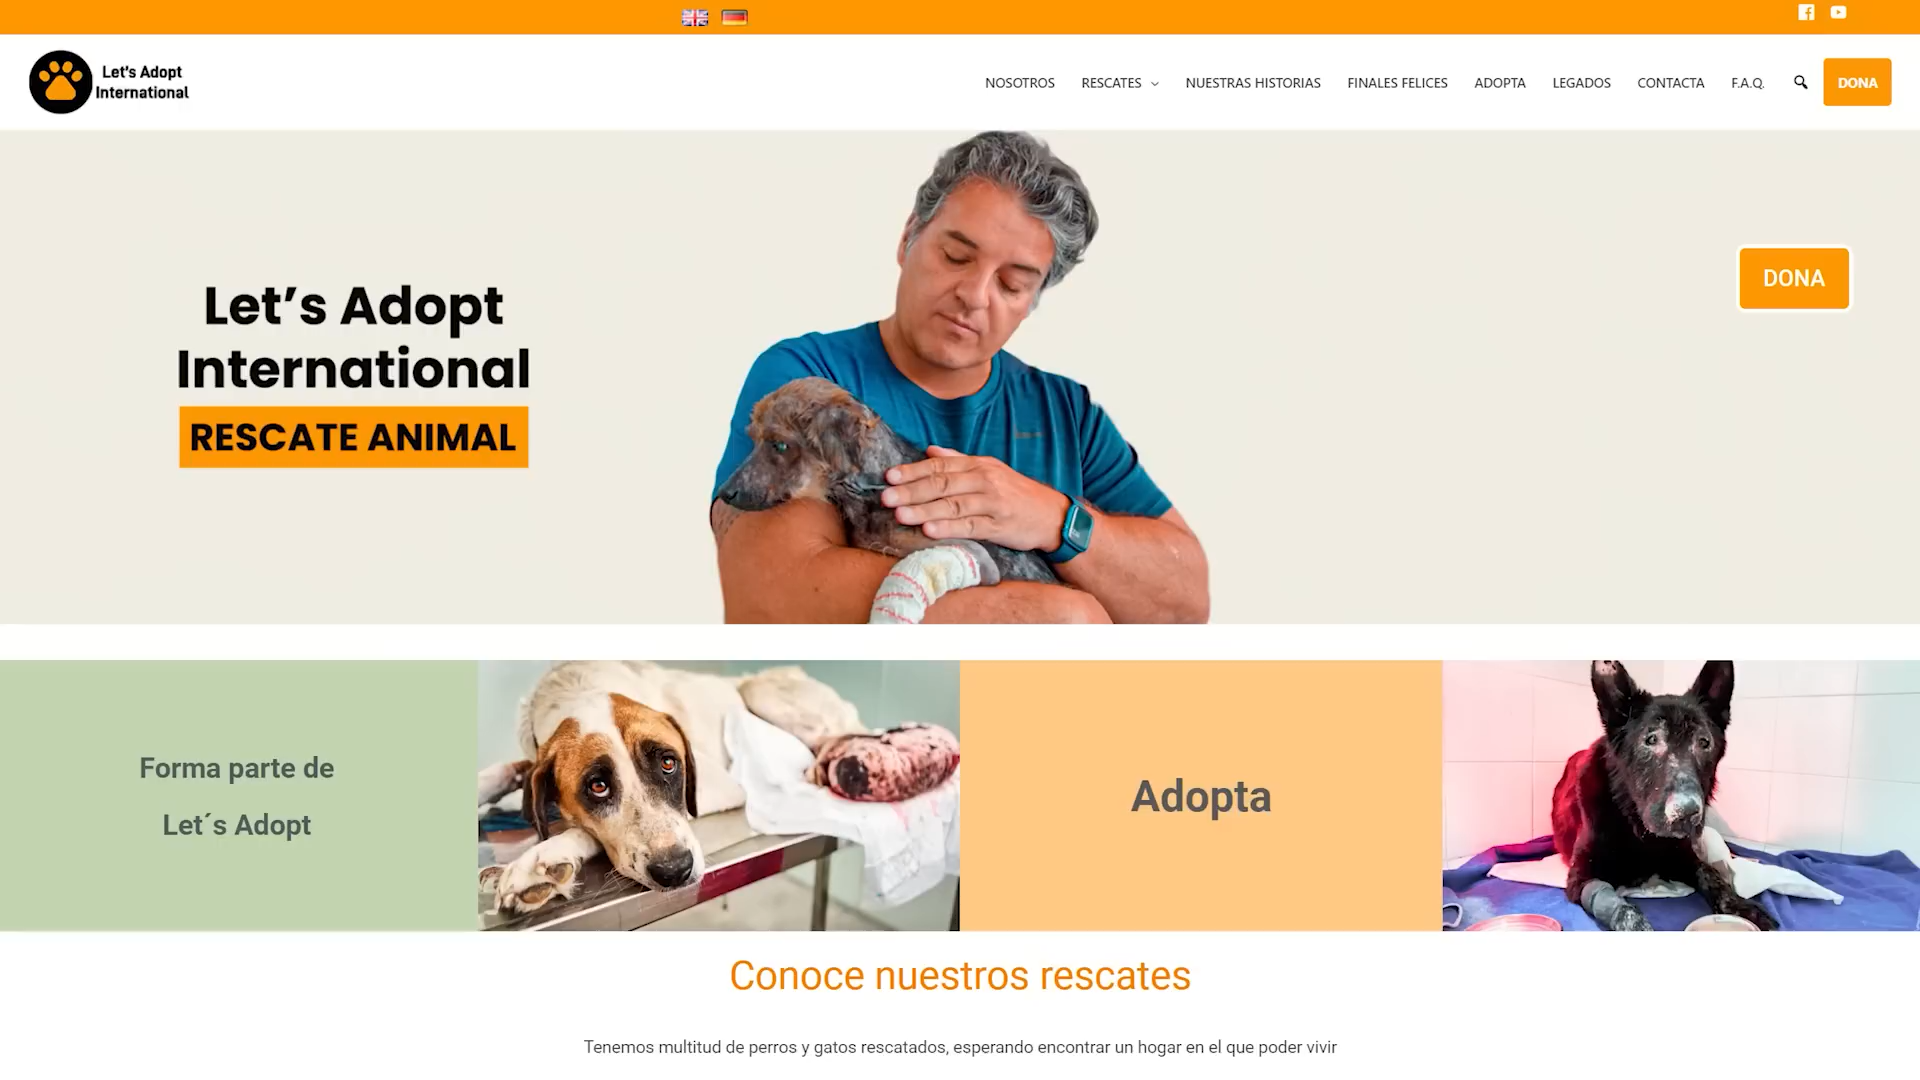 Let's Adopt
International
NOSOTROS RESCATES NUESTRAS HISTORIAS FINALES FELICES ADOPTA LEGADOS CONTACTA F.A.Q. DONA
Let’s Adopt
International
RESCATE ANIMAL
DONA
Forma parte de
Let´s Adopt
Adopta
Conoce nuestros rescates
Tenemos multitud de perros y gatos rescatados, esperando encontrar un hogar en el que poder vivir